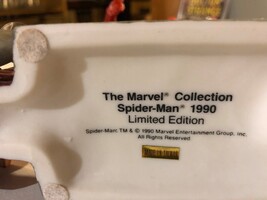 The Marvel® Collection
Spider-Man® 1990
Limited Edition
Spider-Man TM & © 1990 Marvel Entertainment Group, Inc.
All Rights Reserved